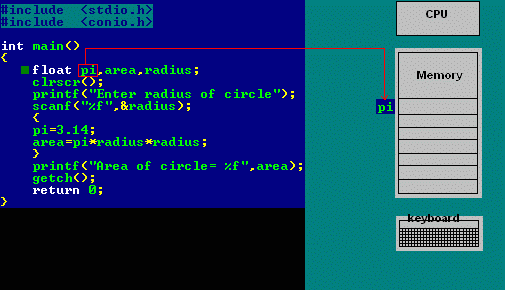 #include  <stdio.h>
#include  <conio.h>
int main()
{
float pi,area,radius;
clrscr();
printf("Enter radius of circle");
scanf("%f",&radius);
{
pi=3.14;
area=pi*radius*radius;
}
printf("Area of circle= %f",area);
getch();
return 0;
}
CPU
Memory
pi
keyboard